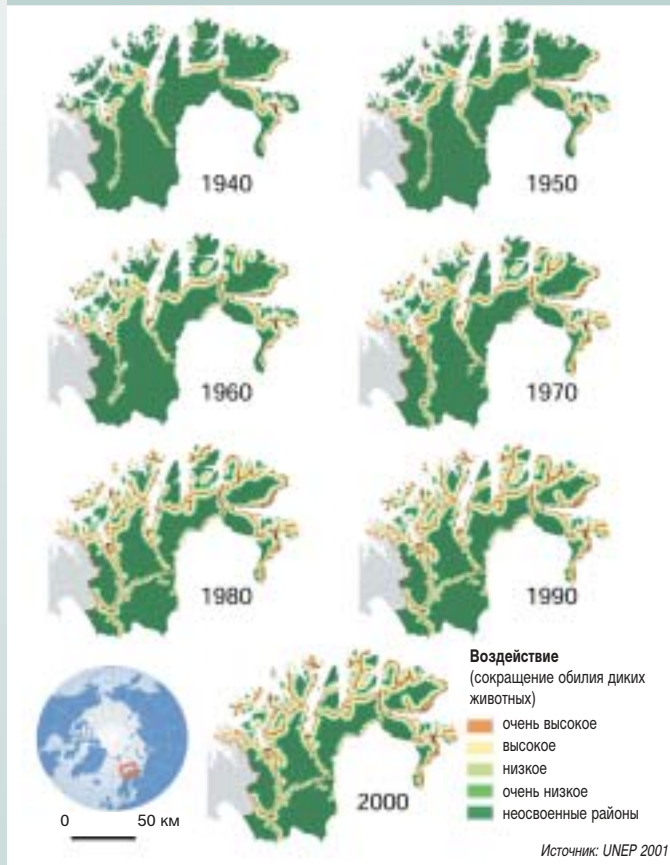 1940
1950
1960
1970
1980
1990
2000
0 50 км
Воздействие
(сокращение обилия диких
животных)
очень высокое
высокое
низкое
очень низкое
неосвоенные районы
Источник: UNEP 2001